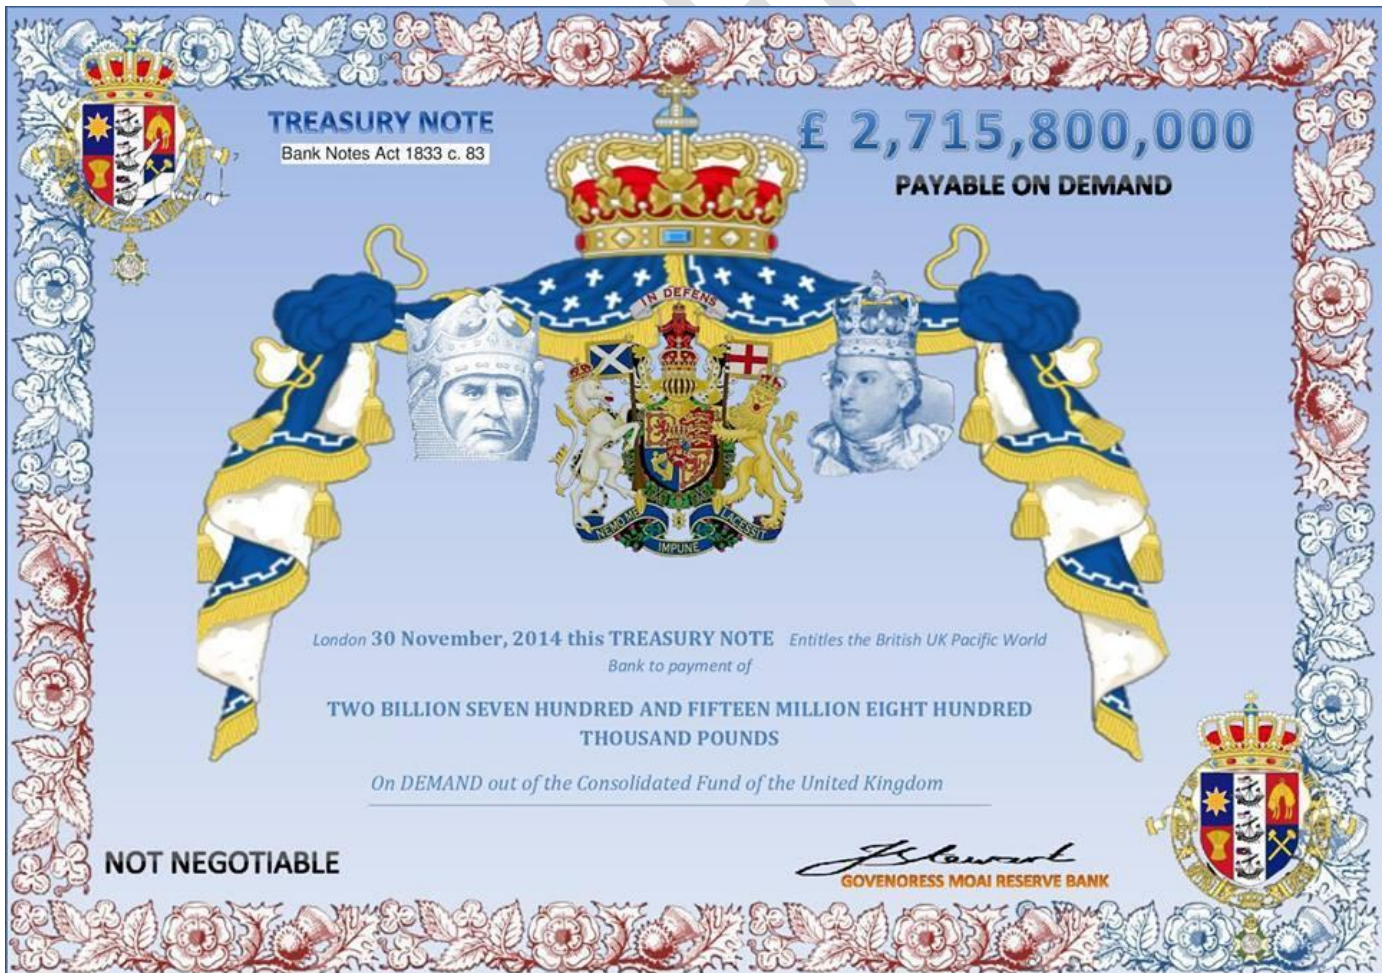 TREASURY NOTE
Bank Notes Act 1833 c. 83
£ 2,715,800,000
PAYABLE ON DEMAND
IN DEFENS
NEMO ME
IMPUNE
LACESSIT
London 30 November, 2014 this TREASURY NOTE Entitles the British UK Pacific World
Bank to payment of
TWO BILLION SEVEN HUNDRED AND FIFTEEN MILLION EIGHT HUNDRED
THOUSAND POUNDS
On DEMAND out of the Consolidated Fund of the United Kingdom
NOT NEGOTIABLE
GOVENORESS MOAI RESERVE BANK